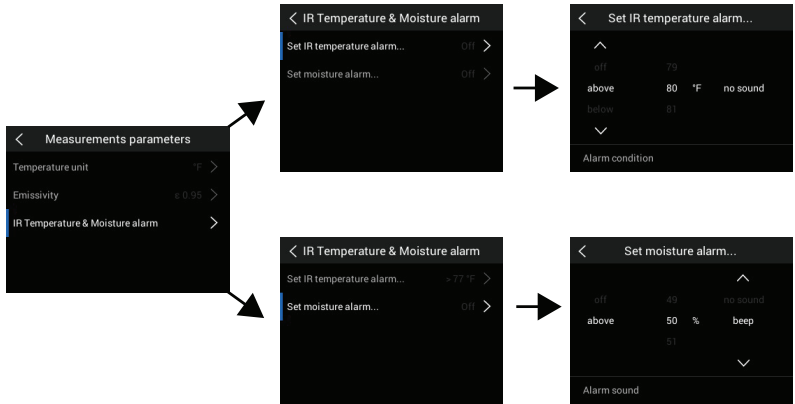 Measurements parameters
Temperature unit °F
Emissivity ε 0.95
IR Temperature & Moisture alarm
IR Temperature & Moisture alarm
Set IR temperature alarm... Off
Set moisture alarm... Off
Set IR temperature alarm...
off 79
above 80 °F no sound
below 81
Alarm condition
IR Temperature & Moisture alarm
Set IR temperature alarm... >77 °F
Set moisture alarm... Off
Set moisture alarm...
off 49 no sound
above 50 % beep
51
Alarm sound